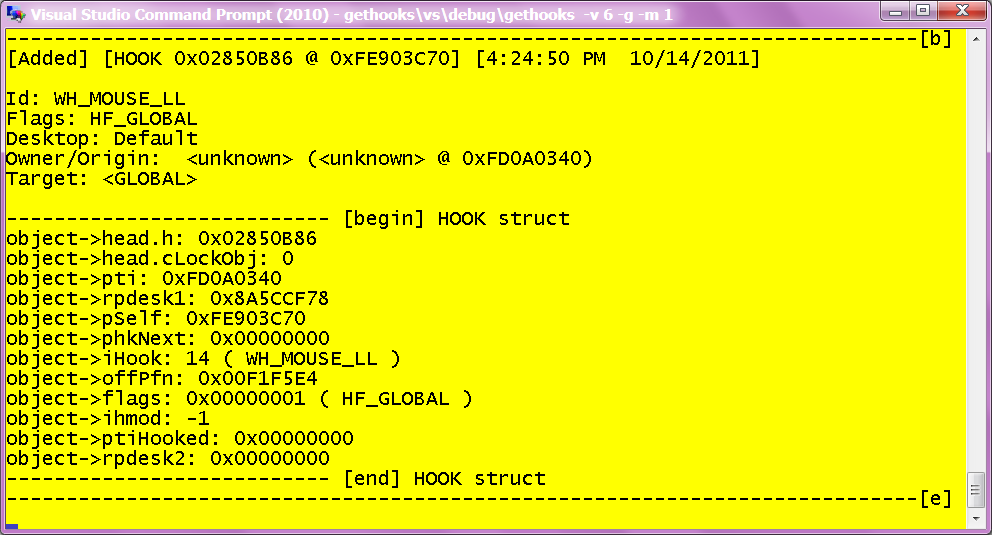 Visual Studio Command Prompt (2010) - gethooks\vs\debug\gethooks  -v 6 -g -m 1
----------------------------------------------------------------------------[b]
[Added] [HOOK 0x02850B86 @ 0xFE903C70] [4:24:50 PM  10/14/2011]
Id: WH_MOUSE_LL
Flags: HF_GLOBAL
Desktop: Default
Owner/Origin:  <unknown> (<unknown> @ 0xFD0A0340)
Target: <GLOBAL>
--------------------------- [begin] HOOK struct
object->head.h: 0x02850B86
object->head.cLockObj: 0
object->pti: 0xFD0A0340
object->rpdesk1: 0x8A5CCF78
object->pSelf: 0xFE903C70
object->phkNext: 0x00000000
object->iHook: 14 ( WH_MOUSE_LL )
object->offPfn: 0x00F1F5E4
object->flags: 0x00000001 ( HF_GLOBAL )
object->ihmod: -1
object->ptiHooked: 0x00000000
object->rpdesk2: 0x00000000
--------------------------- [end] HOOK struct
----------------------------------------------------------------------------[e]